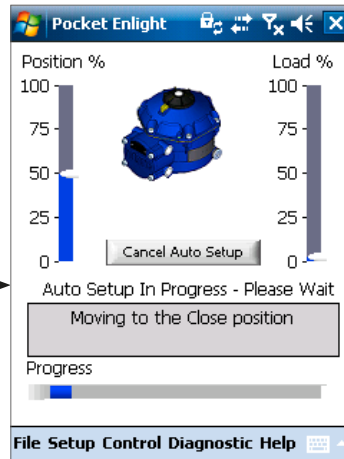 Pocket Enlight
Position % Load %
100 100
75 75
50 50
25 25
0 0
Cancel Auto Setup
Auto Setup In Progress - Please Wait
Moving to the Close position
Progress
File Setup Control Diagnostic Help